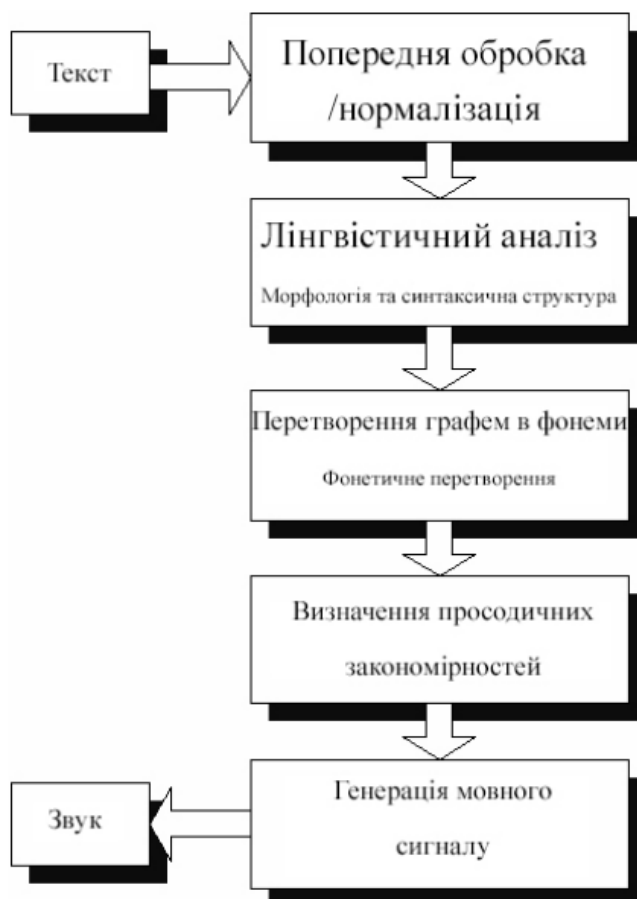 Текст
Попередня обробка
/нормалізація
Лінгвістичний аналіз
Морфологія та синтаксична структура
Перетворення графем в фонеми
Фонетичне перетворення
Визначення просодичних
закономірностей
Генерація мовного
сигналу
Звук